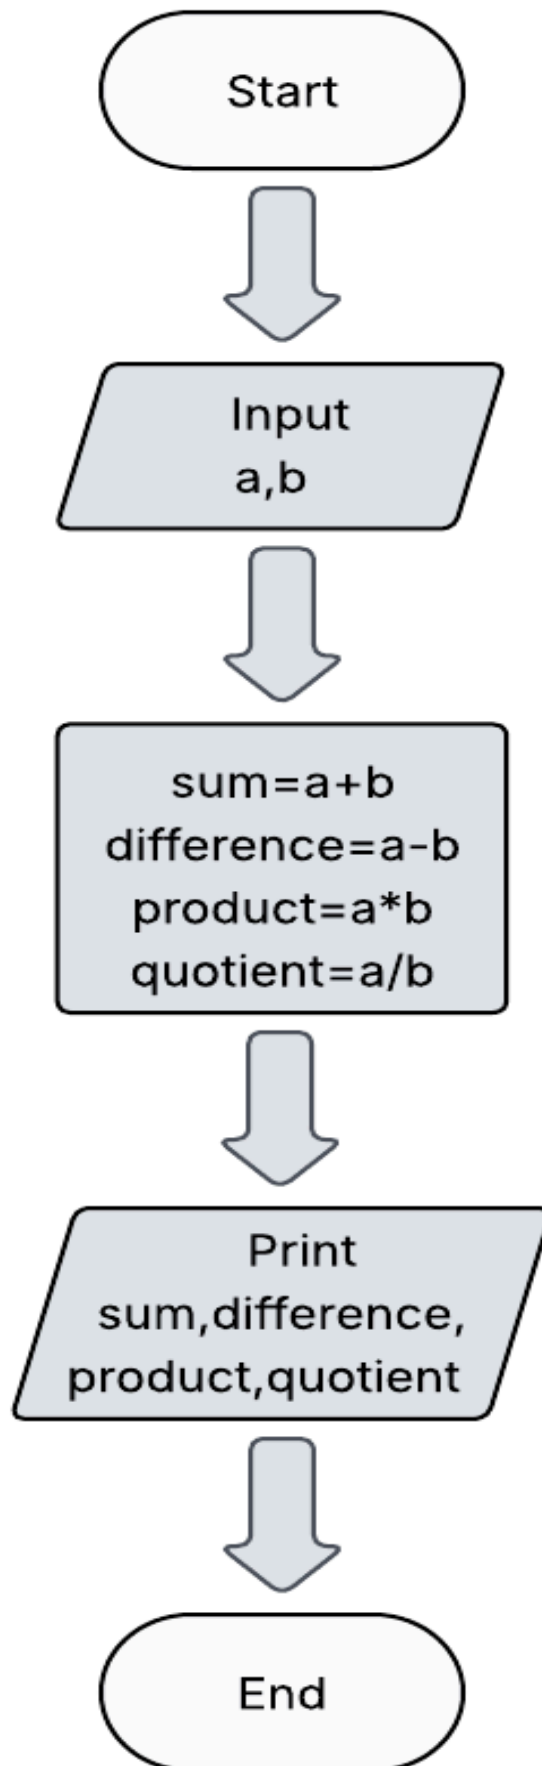 Start
Input
a,b
sum=a+b
difference=a-b
product=a*b
quotient=a/b
Print
sum,difference,
product,quotient
End